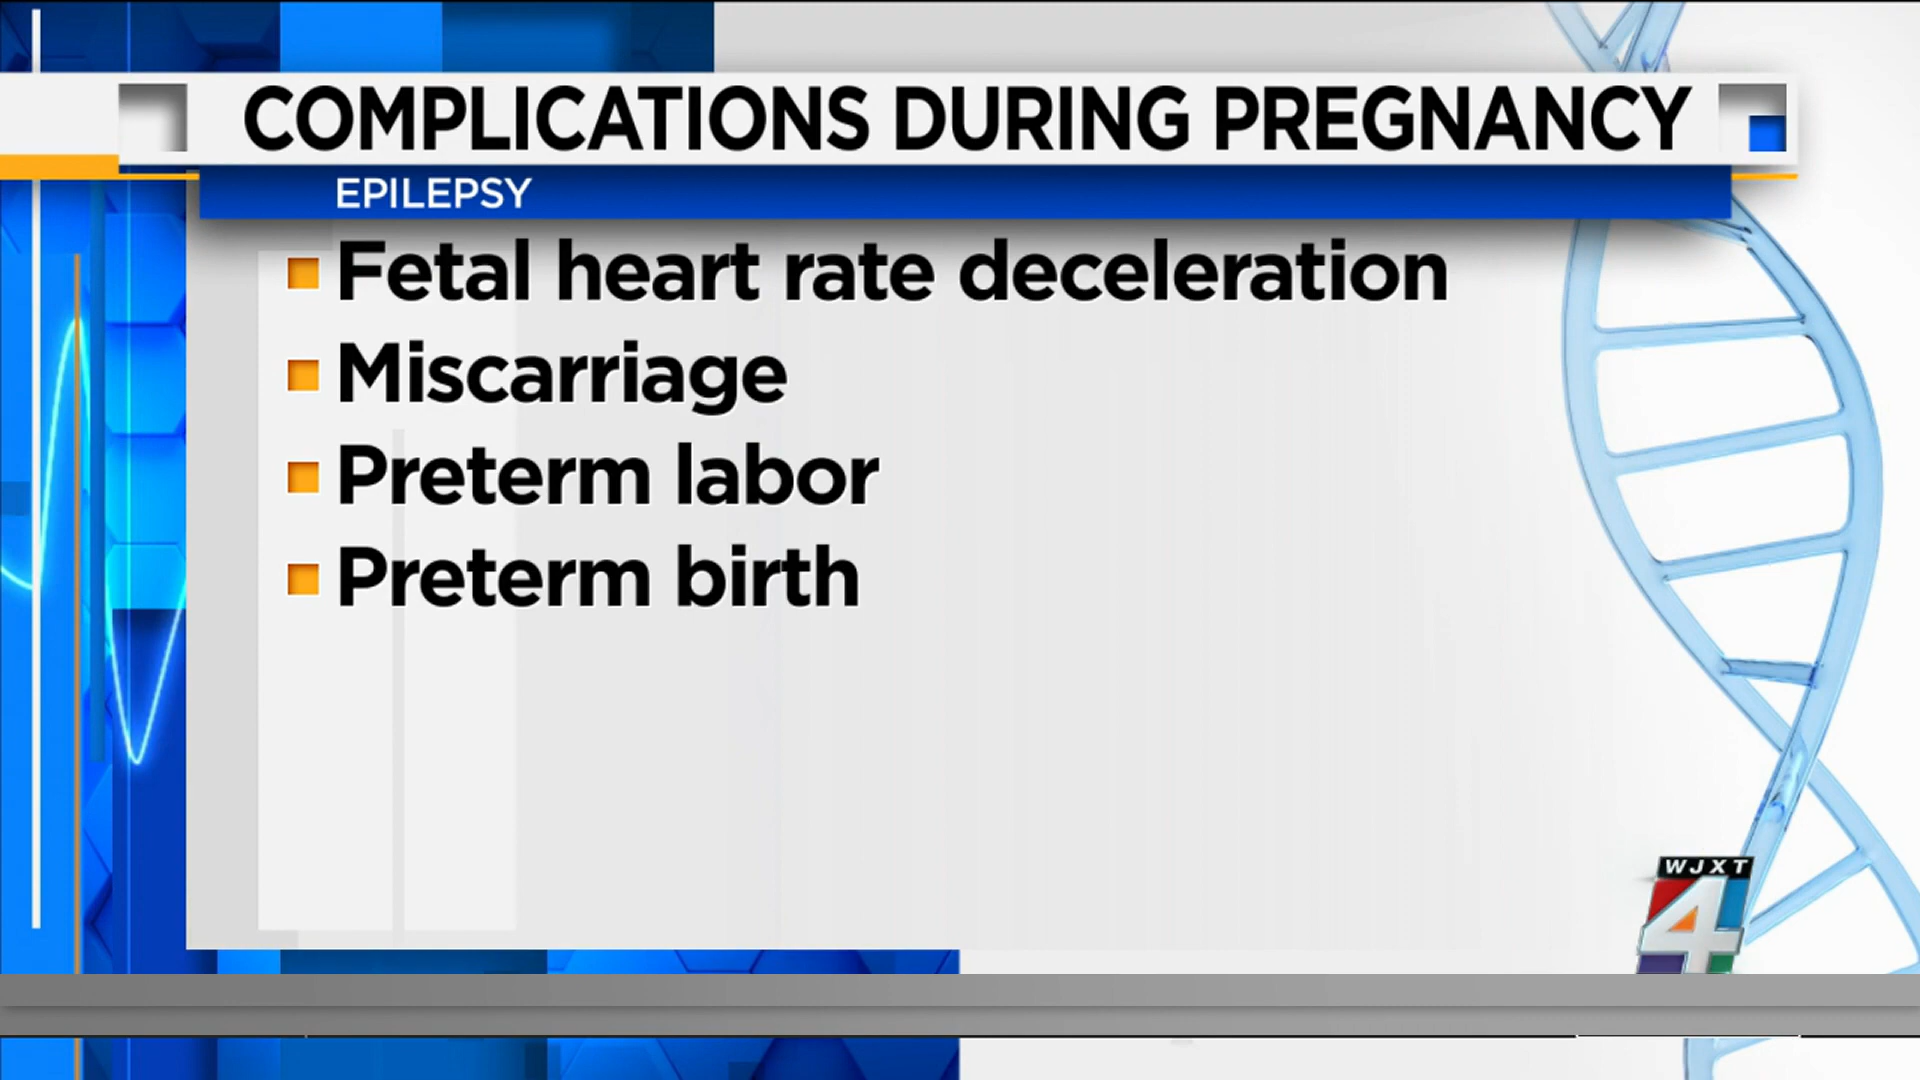 COMPLICATIONS DURING PREGNANCY
EPILEPSY
Fetal heart rate deceleration
Miscarriage
Preterm labor
Preterm birth
WJXT
4